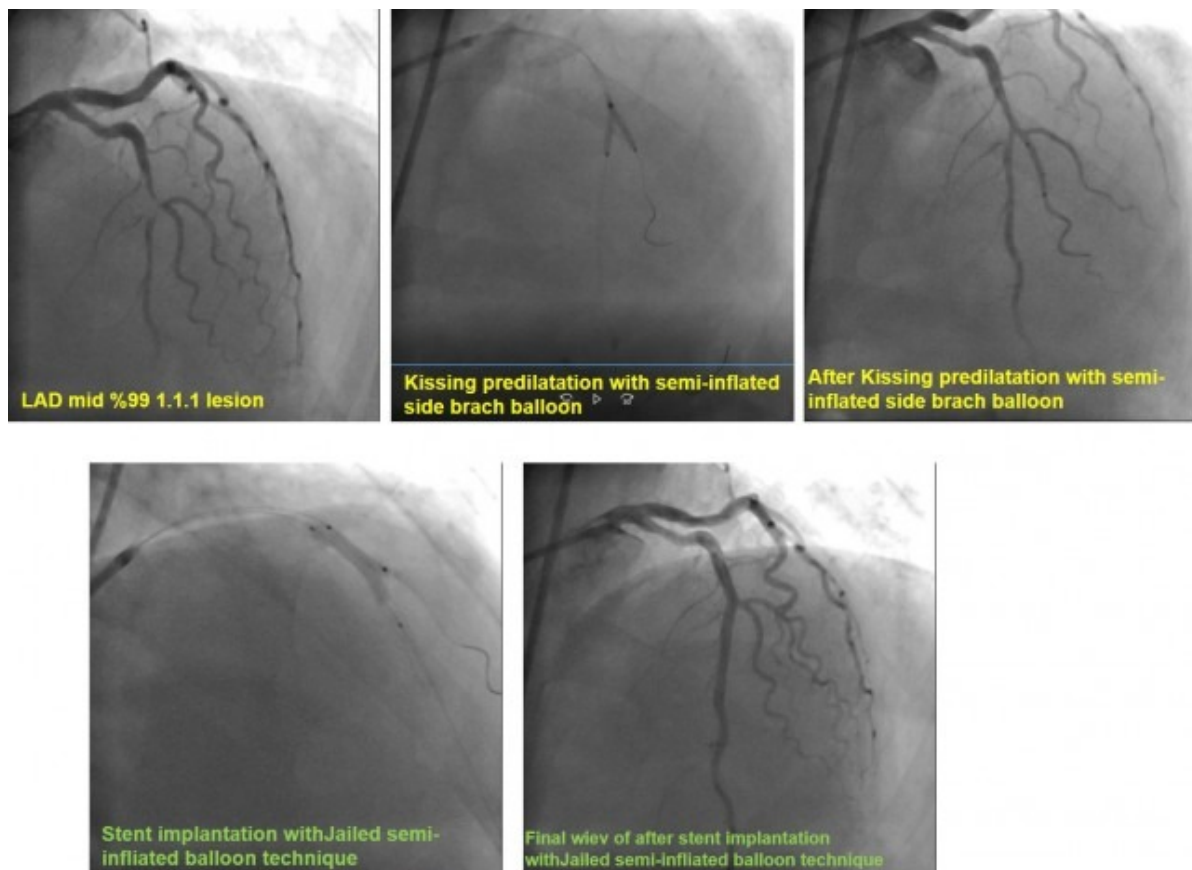 LAD mid %99 1.1.1 lesion
Kissing predilatation with semi-inflated
side brach balloon
After Kissing predilatation with semi-
inflated side brach balloon
Stent implantation withJailed semi-
infliated balloon technique
Final wiev of after stent implantation
withJailed semi-infliated balloon technique